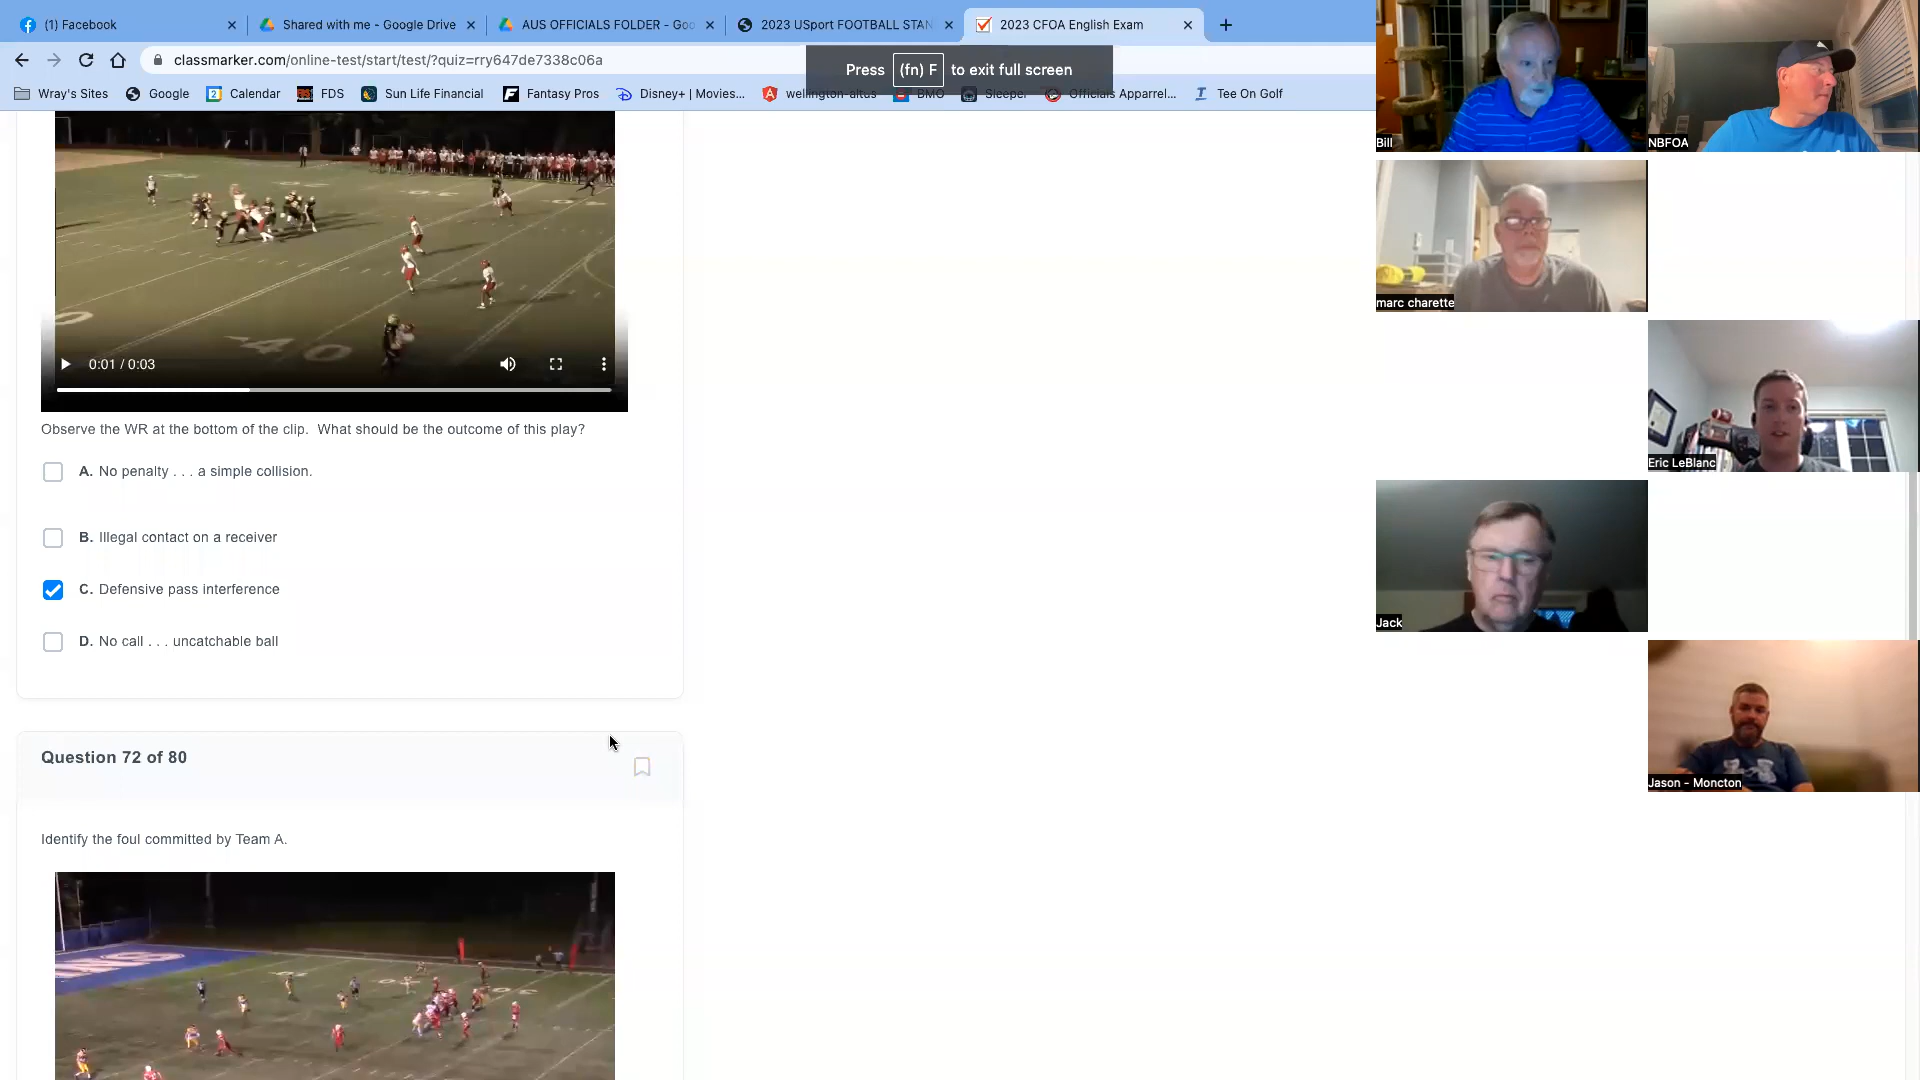 (1) Facebook
Shared with me - Google Drive
AUS OFFICIALS FOLDER - Goo
2023 USport FOOTBALL STAN
2023 CFOA English Exam
classmarker.com/online-test/start/test/?quiz=rry647de7338c06a
Press (fn) F to exit full screen
Wray's Sites
Google
Calendar
FDS
Sun Life Financial
Fantasy Pros
Disney+ | Movies...
wellington-altus
BMO
Sleeper
Officials Apparrel...
Tee On Golf
Bill
NBFOA
marc charette
Eric LeBlanc
Jack
Jason - Moncton
40
0:01 / 0:03
Observe the WR at the bottom of the clip. What should be the outcome of this play?
A. No penalty . . . a simple collision.
B. Illegal contact on a receiver
C. Defensive pass interference
D. No call . . . uncatchable ball
Question 72 of 80
Identify the foul committed by Team A.